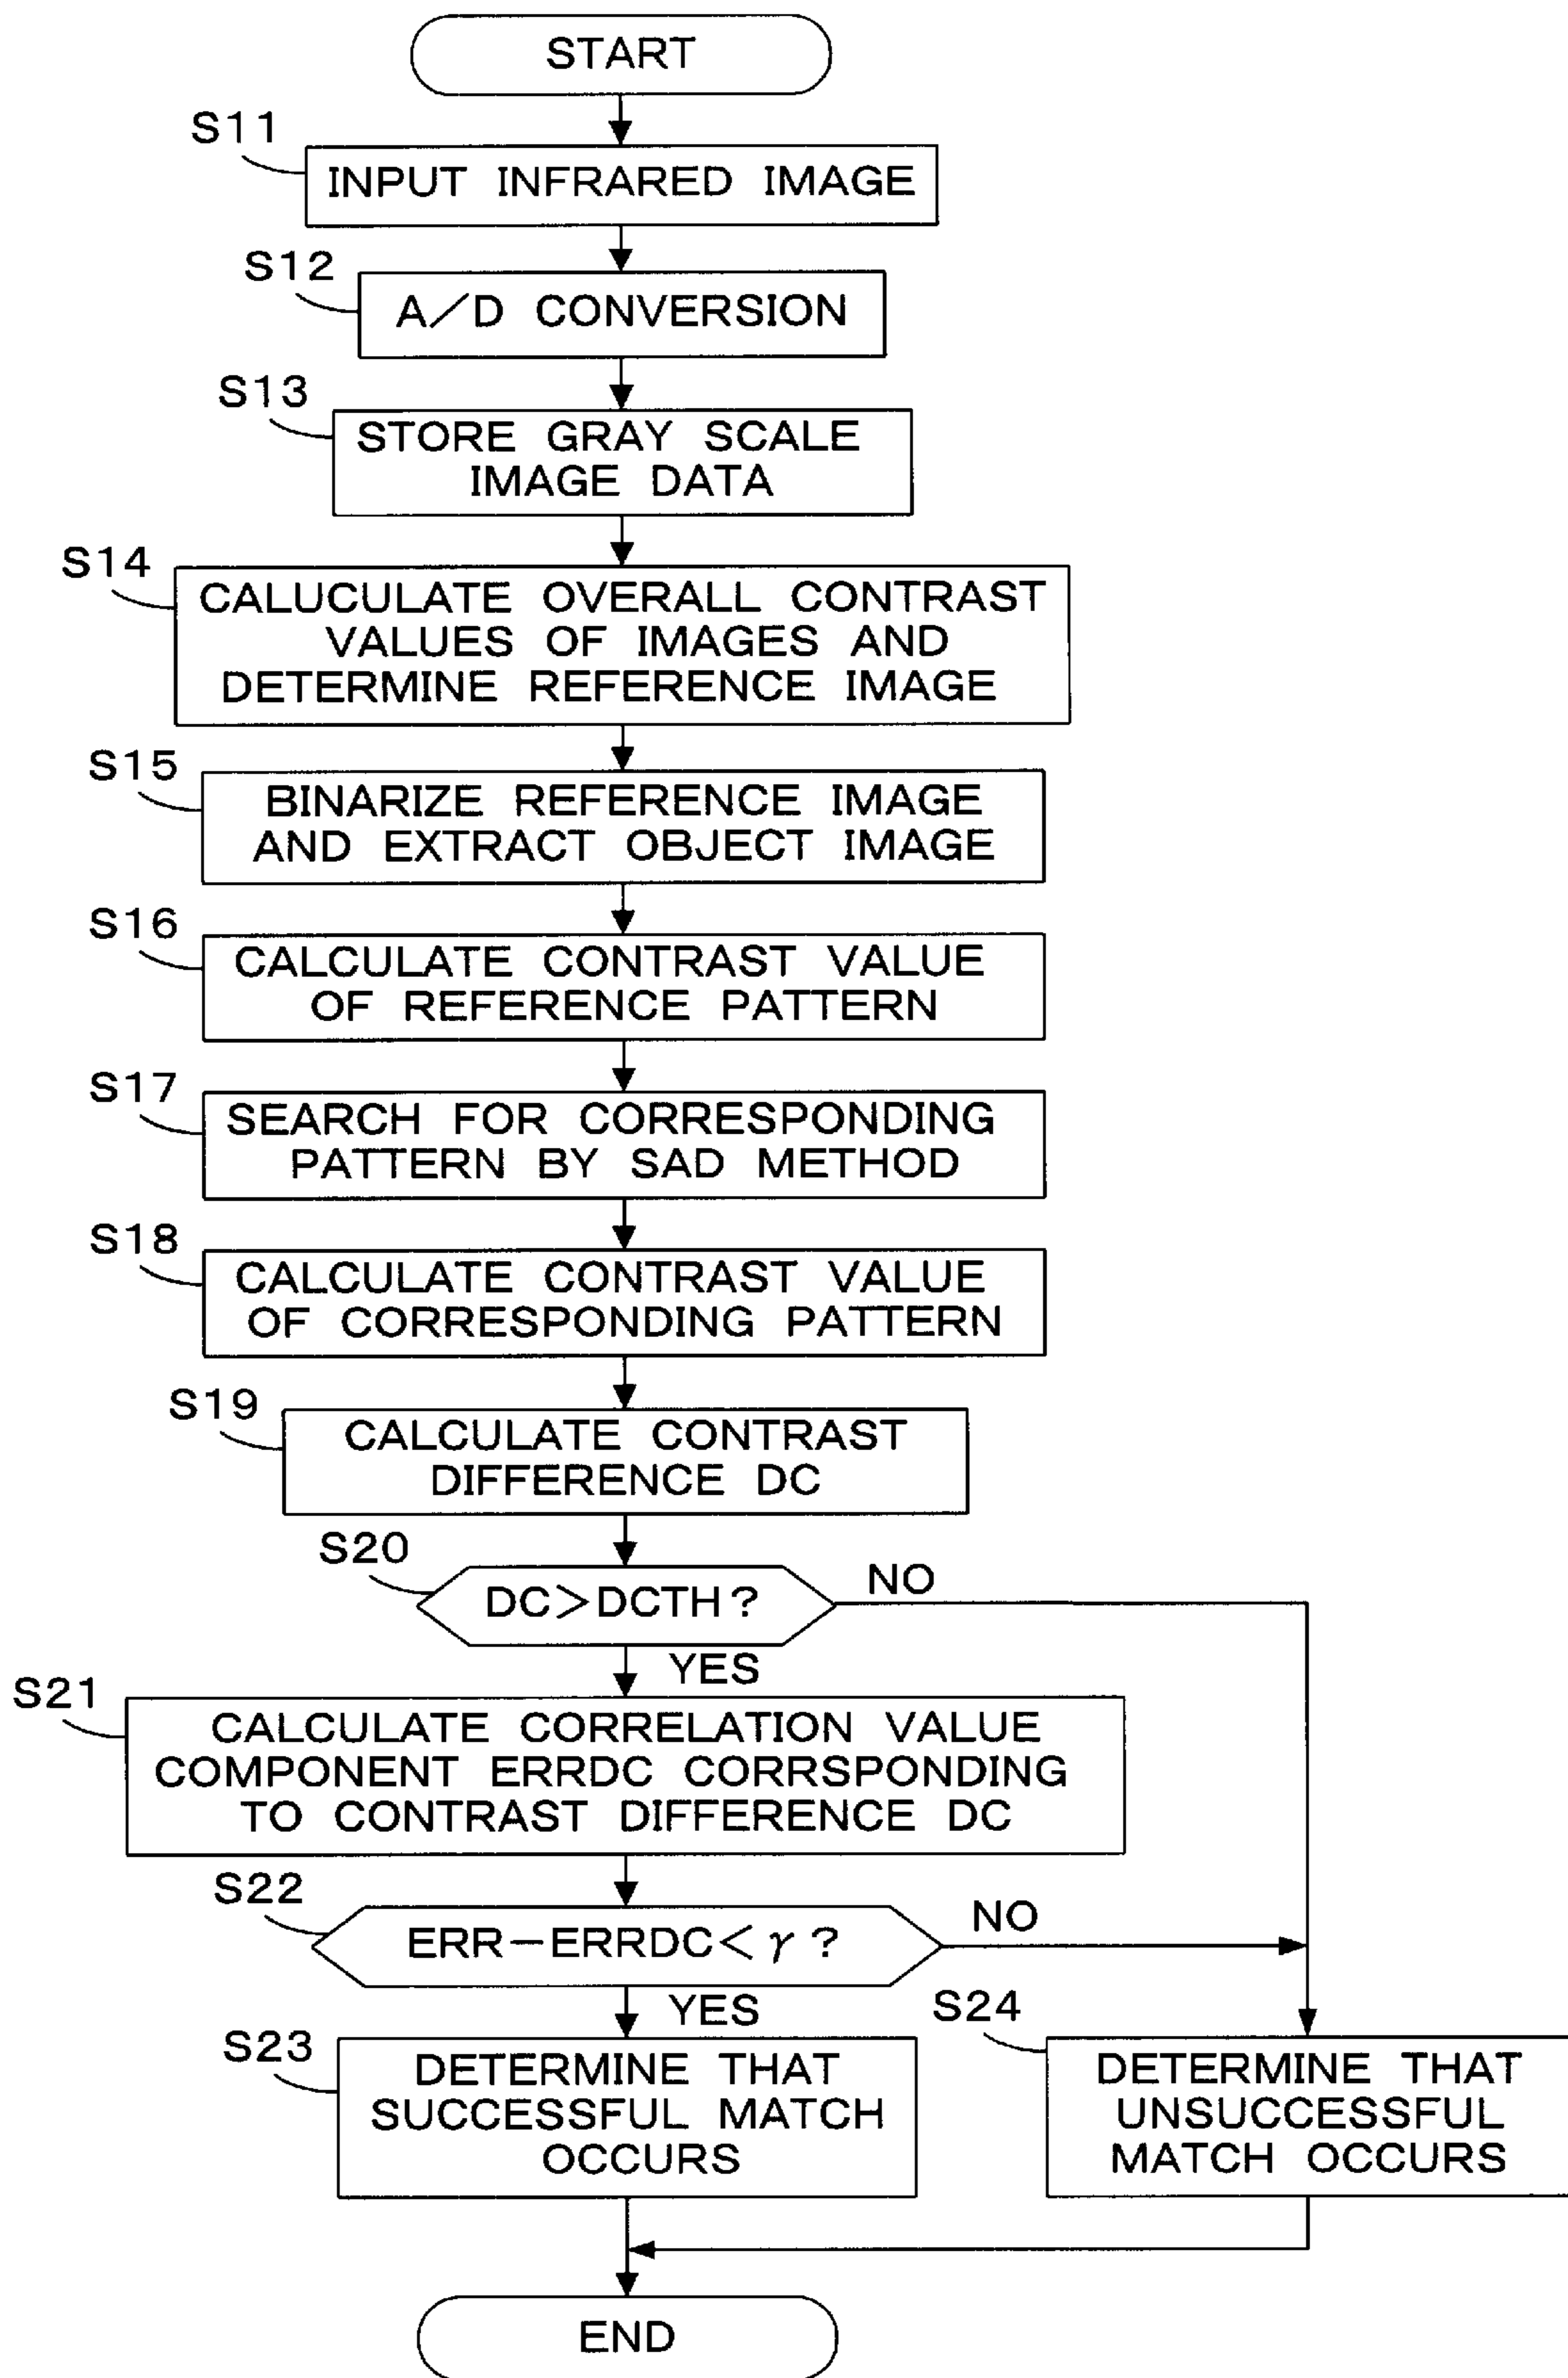 START
S11
INPUT INFRARED IMAGE
S12
A/D CONVERSION
S13
STORE GRAY SCALE
IMAGE DATA
S14
CALUCULATE OVERALL CONTRAST
VALUES OF IMAGES AND
DETERMINE REFERENCE IMAGE
S15
BINARIZE REFERENCE IMAGE
AND EXTRACT OBJECT IMAGE
S16
CALCULATE CONTRAST VALUE
OF REFERENCE PATTERN
S17
SEARCH FOR CORRESPONDING
PATTERN BY SAD METHOD
S18
CALCULATE CONTRAST VALUE
OF CORRESPONDING PATTERN
S19
CALCULATE CONTRAST
DIFFERENCE DC
S20
DC>DCTH?
NO
YES
S21
CALCULATE CORRELATION VALUE
COMPONENT ERRDC CORRSPONDING
TO CONTRAST DIFFERENCE DC
S22
ERR-ERRDC<γ?
NO
YES
S23
DETERMINE THAT
SUCCESSFUL MATCH
OCCURS
S24
DETERMINE THAT
UNSUCCESSFUL
MATCH OCCURS
END